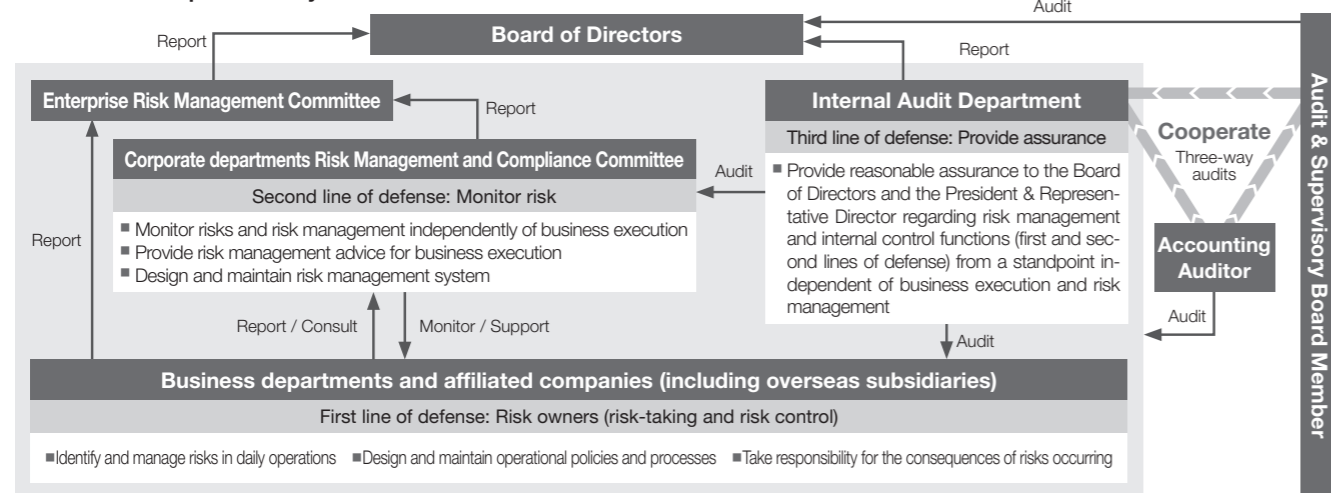 Audit
Board of Directors
Report
Report
Enterprise Risk Management Committee
Report
Internal Audit Department
Third line of defense: Provide assurance
■ Provide reasonable assurance to the Board
of Directors and the President & Represen-
tative Director regarding risk management
and internal control functions (first and sec-
ond lines of defense) from a standpoint in-
dependent of business execution and risk
management
Cooperate
Three-way
audits
Audit & Supervisory Board Member
Corporate departments Risk Management and Compliance Committee
Second line of defense: Monitor risk
■ Monitor risks and risk management independently of business execution
■ Provide risk management advice for business execution
■ Design and maintain risk management system
Audit
Report
Accounting
Auditor
Audit
Report / Consult
Monitor / Support
Audit
Business departments and affiliated companies (including overseas subsidiaries)
First line of defense: Risk owners (risk-taking and risk control)
■Identify and manage risks in daily operations ■Design and maintain operational policies and processes ■Take responsibility for the consequences of risks occurring